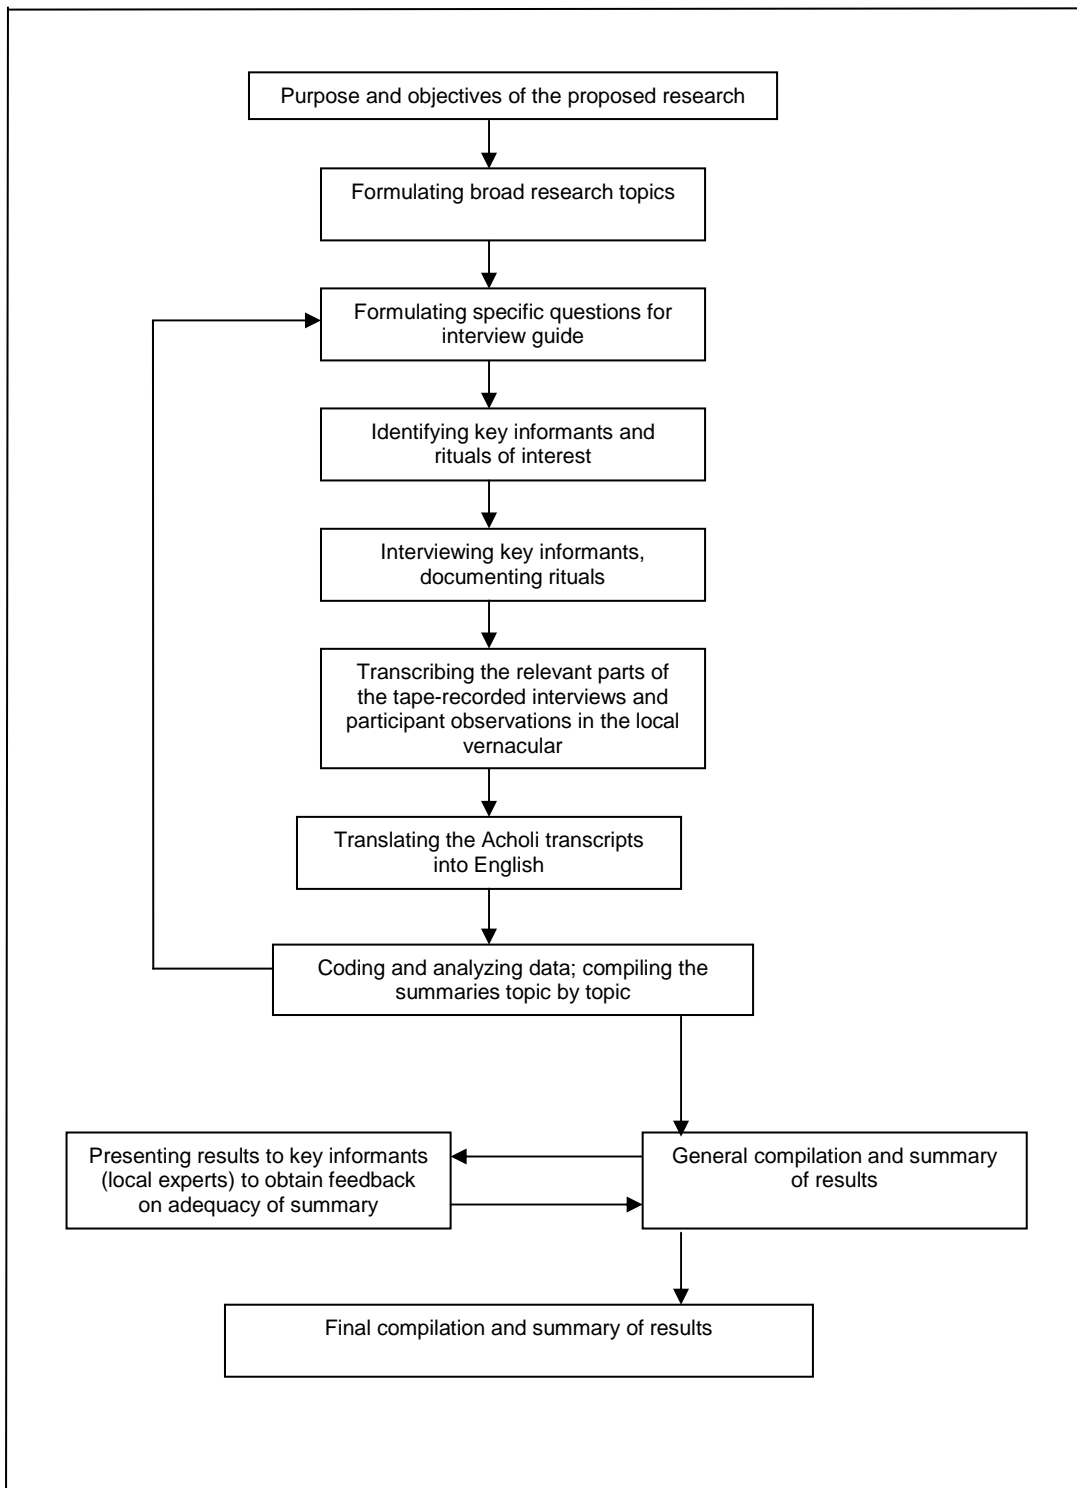 Purpose and objectives of the proposed research
Formulating broad research topics
Formulating specific questions for
interview guide
Identifying key informants and
rituals of interest
Interviewing key informants,
documenting rituals
Transcribing the relevant parts of
the tape-recorded interviews and
participant observations in the local
vernacular
Translating the Acholi transcripts
into English
Coding and analyzing data; compiling the
summaries topic by topic
Presenting results to key informants
(local experts) to obtain feedback
on adequacy of summary
General compilation and summary
of results
Final compilation and summary of results